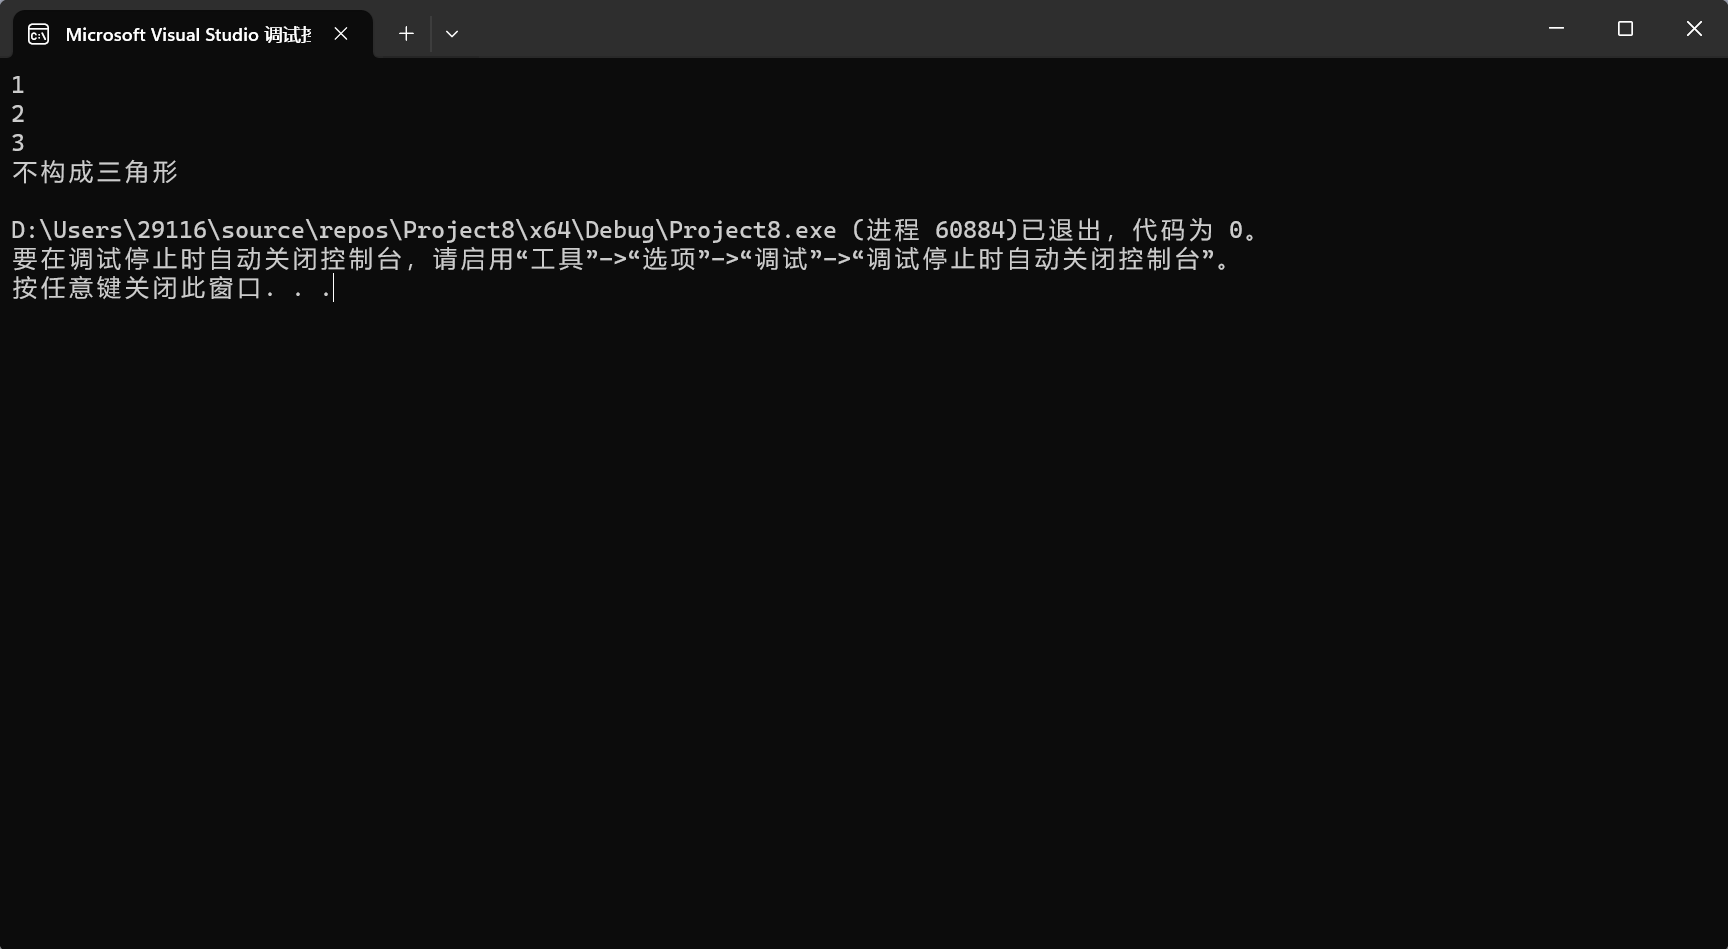 Microsoft Visual Studio 调试
1
2
3
不构成三角形
D:\Users\29116\source\repos\Project8\x64\Debug\Project8.exe (进程 60884)已退出，代码为 0。
要在调试停止时自动关闭控制台，请启用“工具”->“选项”->“调试”->“调试停止时自动关闭控制台”。
按任意键关闭此窗口. . .